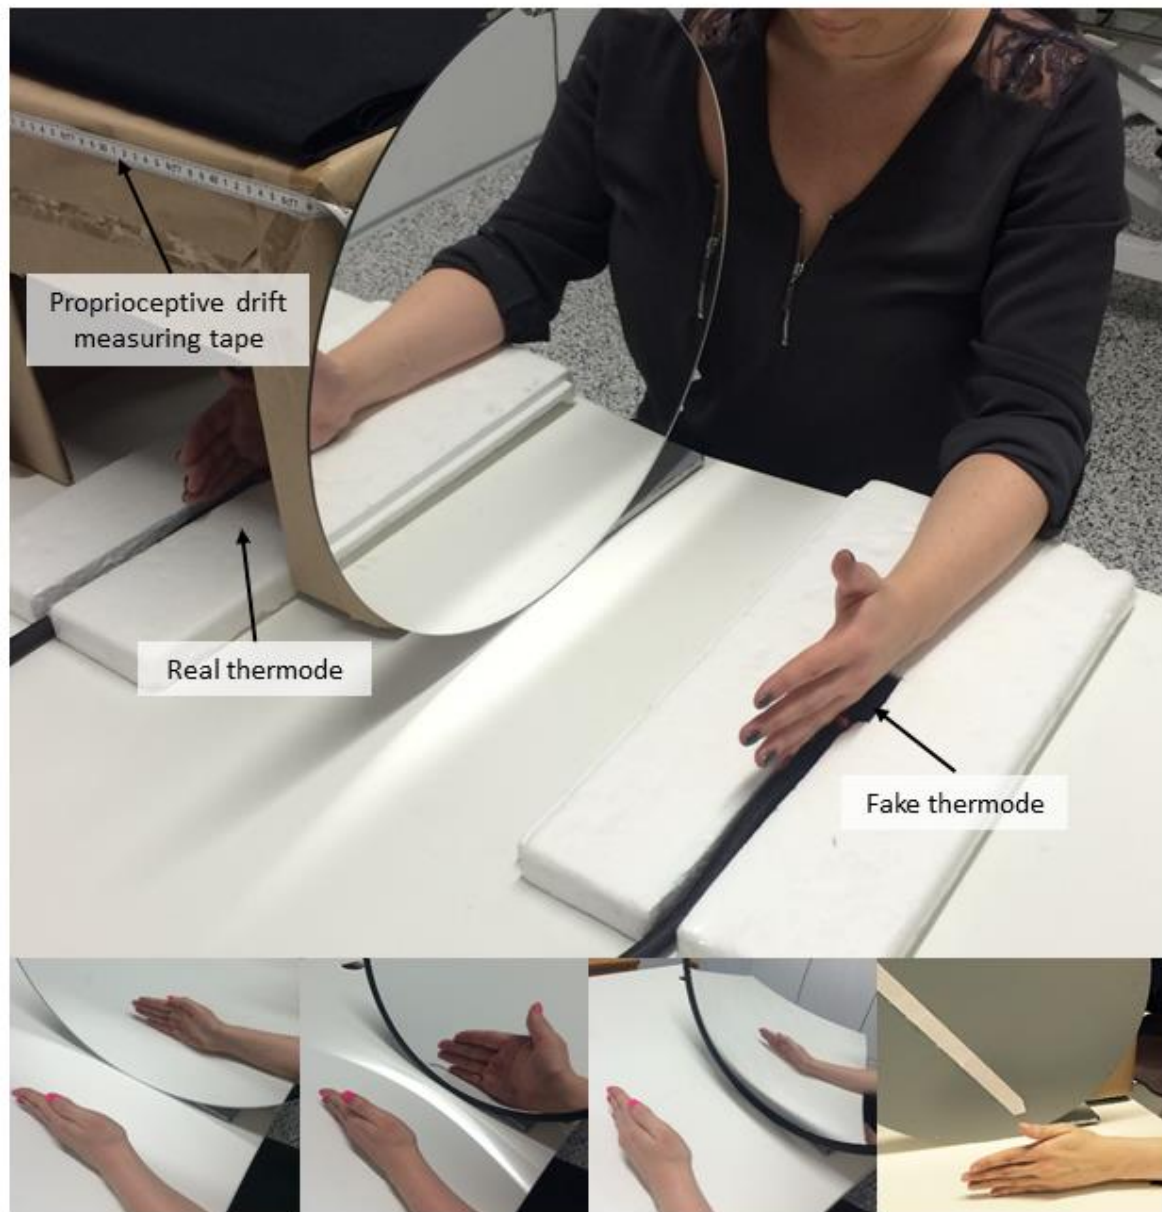 Proprioceptive drift
measuring tape
Real thermode
Fake thermode